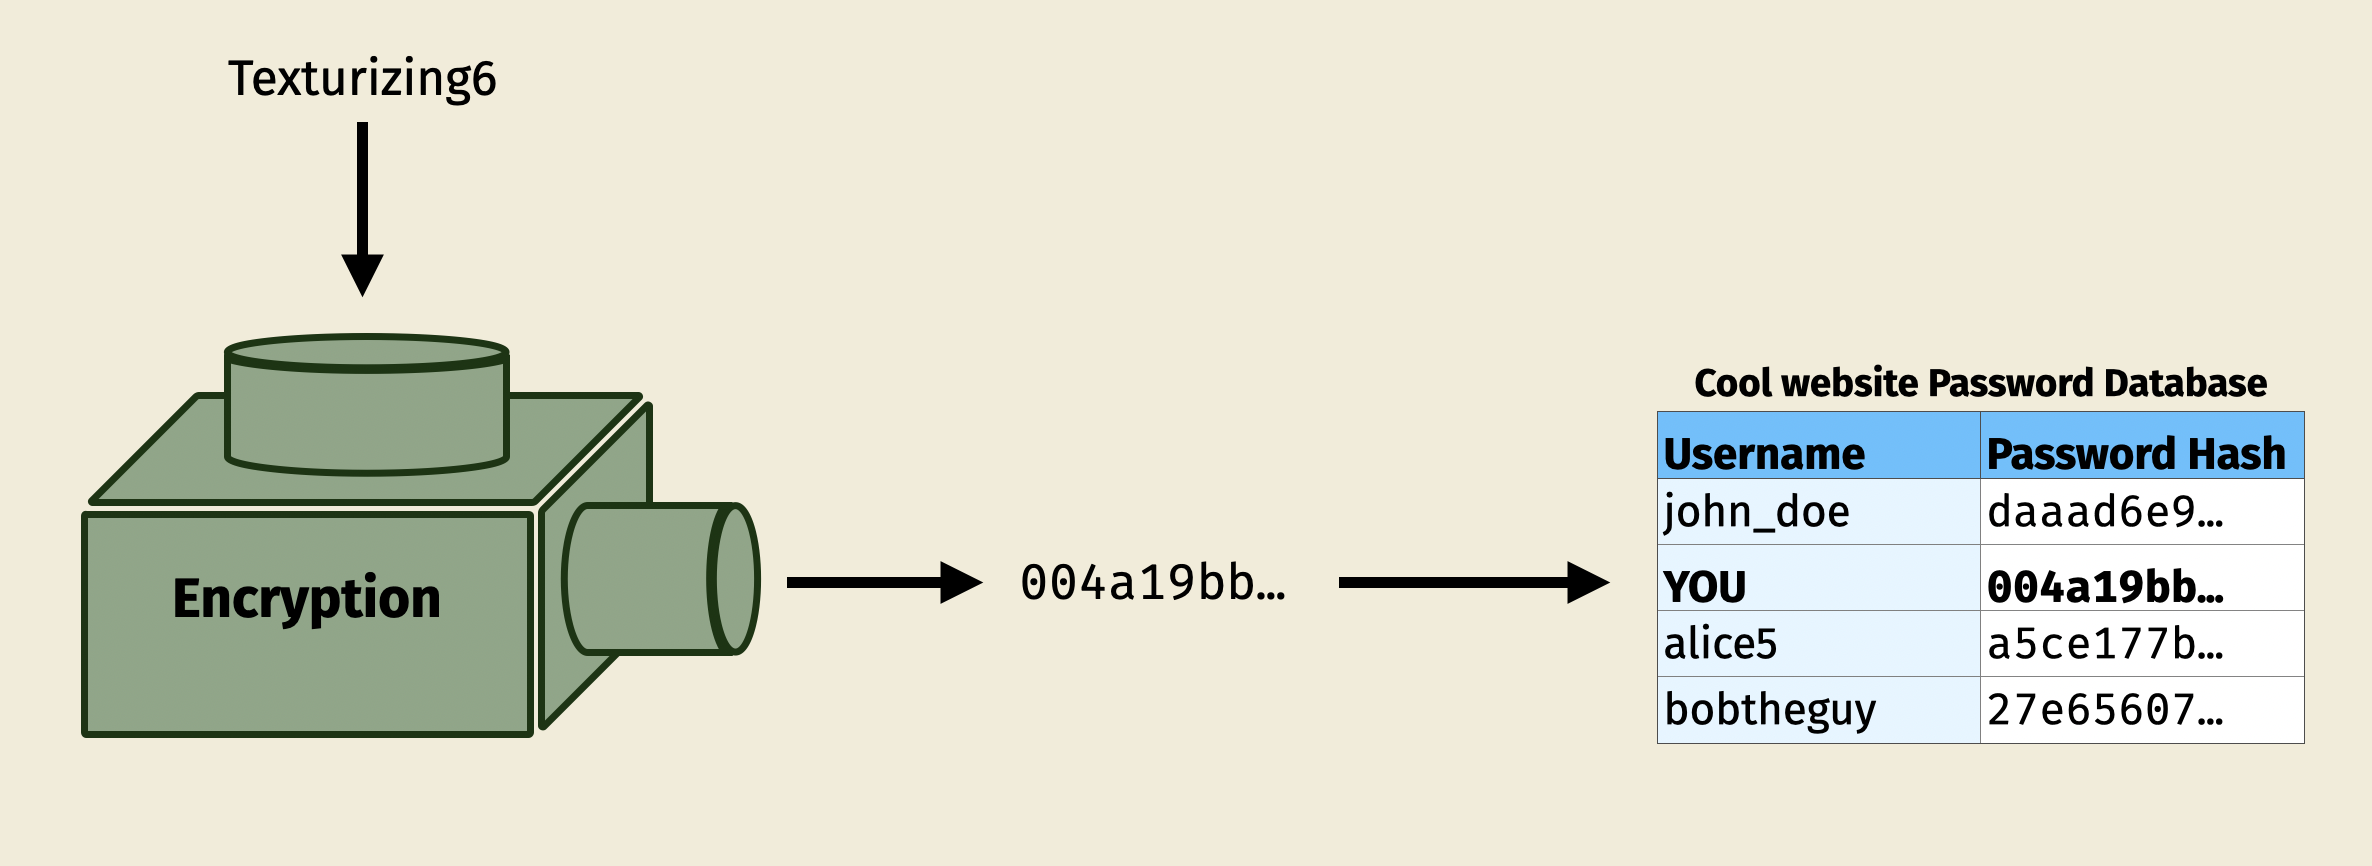 Texturizing6
Encryption
004a19bb…
Cool website Password Database
Username Password Hash
john_doe daaad6e9…
YOU 004a19bb…
alice5 a5ce177b…
bobtheguy 27e65607…